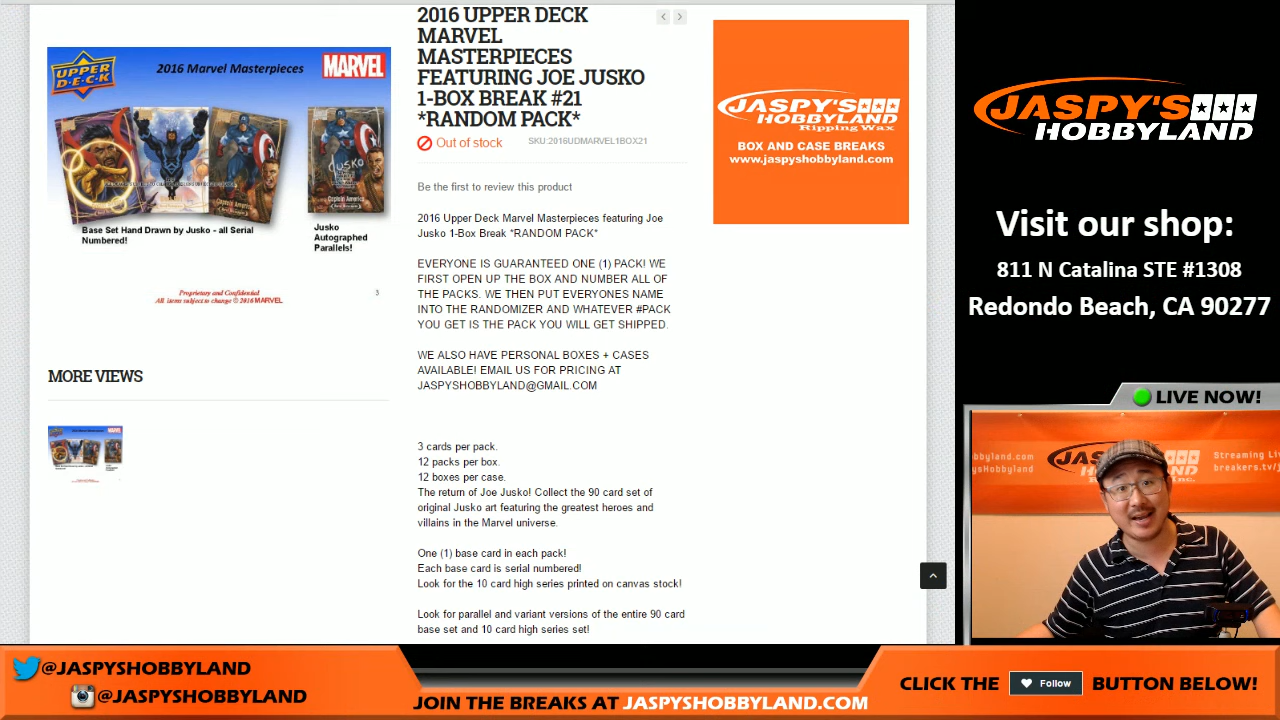 UPPER
D.E.C.K
2016 Marvel Masterpieces
MARVEL
Jusko
Captain America
Base Set Hand Drawn by Jusko - all Serial
Numbered!
Jusko
Autographed
Parallels!
Proprietary and Confidential
All items subject to change © 2016 MARVEL
3
MORE VIEWS
2016 UPPER DECK
MARVEL
MASTERPIECES
FEATURING JOE JUSKO
1-BOX BREAK #21
*RANDOM PACK*
Out of stock
SKU:2016UDMARVEL1BOX21
Be the first to review this product
2016 Upper Deck Marvel Masterpieces featuring Joe
Jusko 1-Box Break *RANDOM PACK*
EVERYONE IS GUARANTEED ONE (1) PACK! WE
FIRST OPEN UP THE BOX AND NUMBER ALL OF
THE PACKS. WE THEN PUT EVERYONES NAME
INTO THE RANDOMIZER AND WHATEVER #PACK
YOU GET IS THE PACK YOU WILL GET SHIPPED.
WE ALSO HAVE PERSONAL BOXES + CASES
AVAILABLE! EMAIL US FOR PRICING AT
JASPYSHOBBYLAND@GMAIL.COM
3 cards per pack.
12 packs per box.
12 boxes per case.
The return of Joe Jusko! Collect the 90 card set of
original Jusko art featuring the greatest heroes and
villains in the Marvel universe.
One (1) base card in each pack!
Each base card is serial numbered!
Look for the 10 card high series printed on canvas stock!
Look for parallel and variant versions of the entire 90 card
base set and 10 card high series set!
JASPY'S
HOBBYLAND
Ripping Wax
BOX AND CASE BREAKS
www.jaspyshobbyland.com
JASPY'S
HOBBYLAND
Visit our shop:
811 N Catalina STE #1308
Redondo Beach, CA 90277
LIVE NOW!
obbyland.com
ysHobbyland
Streaming Li
breakers.tv/j
@JASPYSHOBBYLAND
@JASPYSHOBBYLAND
JOIN THE BREAKS AT JASPYSHOBBYLAND.COM
CLICK THE Follow BUTTON BELOW!